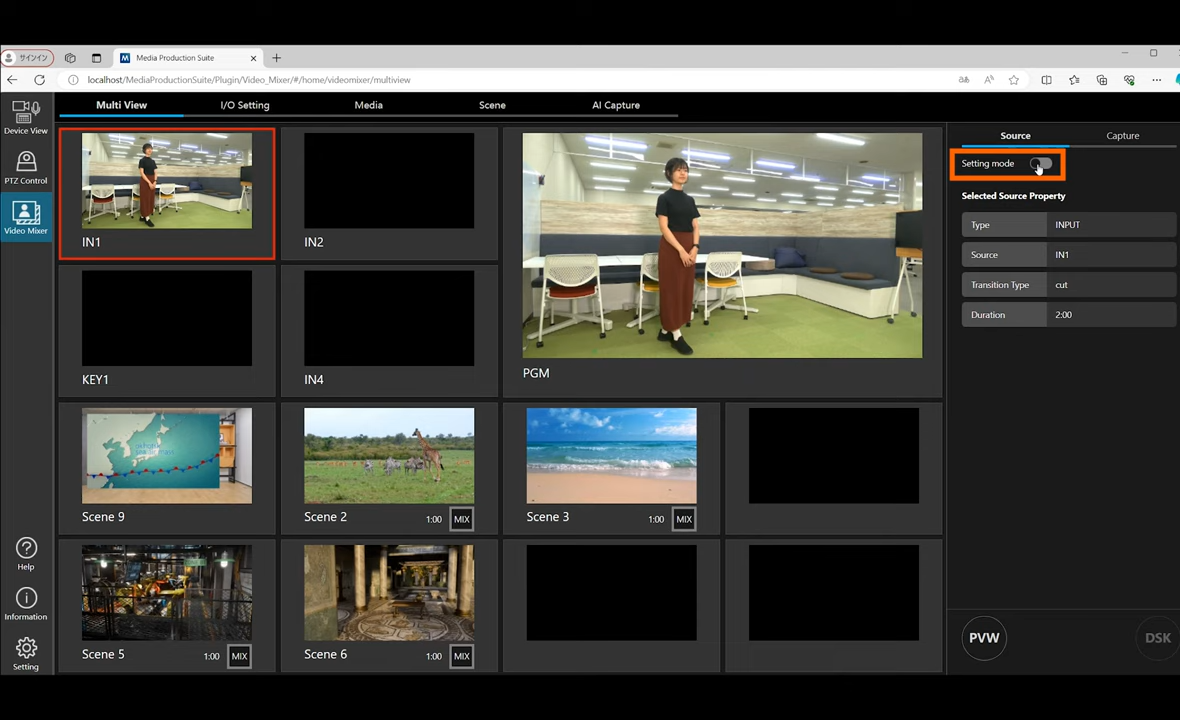 サインイン
Media Production Suite
localhost/MediaProductionSuite/Plugin/Video_Mixer/#/home/videomixer/multiview
Multi View
I/O Setting
Media
Scene
AI Capture
Device View
PTZ Control
Video Mixer
Help
Information
Setting
IN1
IN2
PGM
KEY1
IN4
Scene 9
Scene 2
1:00
MIX
Scene 3
1:00
MIX
Scene 5
1:00
MIX
Scene 6
1:00
MIX
Source
Capture
Setting mode
Selected Source Property
Type
INPUT
Source
IN1
Transition Type
cut
Duration
2:00
PVW
DSK